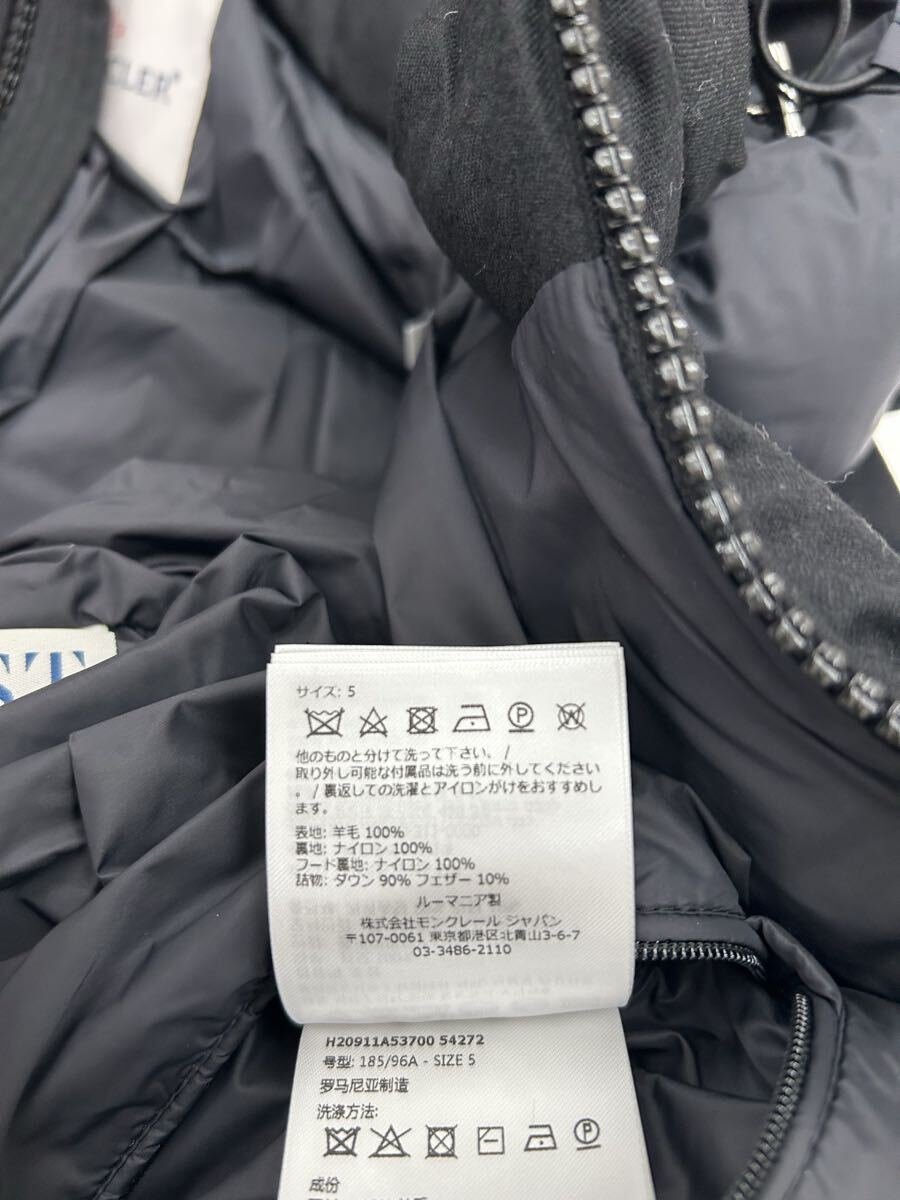 CLER
ST
サイズ: 5
他のものと分けて洗って下さい。 /
取り外し可能な付属品は洗う前に外してください
。 / 裏返しての洗濯とアイロンがけをおすすめし
ます。
表地: 羊毛 100%
裏地: ナイロン 100%
フード裏地: ナイロン 100%
詰物: ダウン 90% フェザー 10%
ルーマニア製
株式会社モンクレール ジャパン
〒107-0061 東京都港区北青山3-6-7
03-3486-2110
H20911A53700 54272
号型: 185/96A - SIZE 5
罗马尼亚制造
洗涤方法:
成份